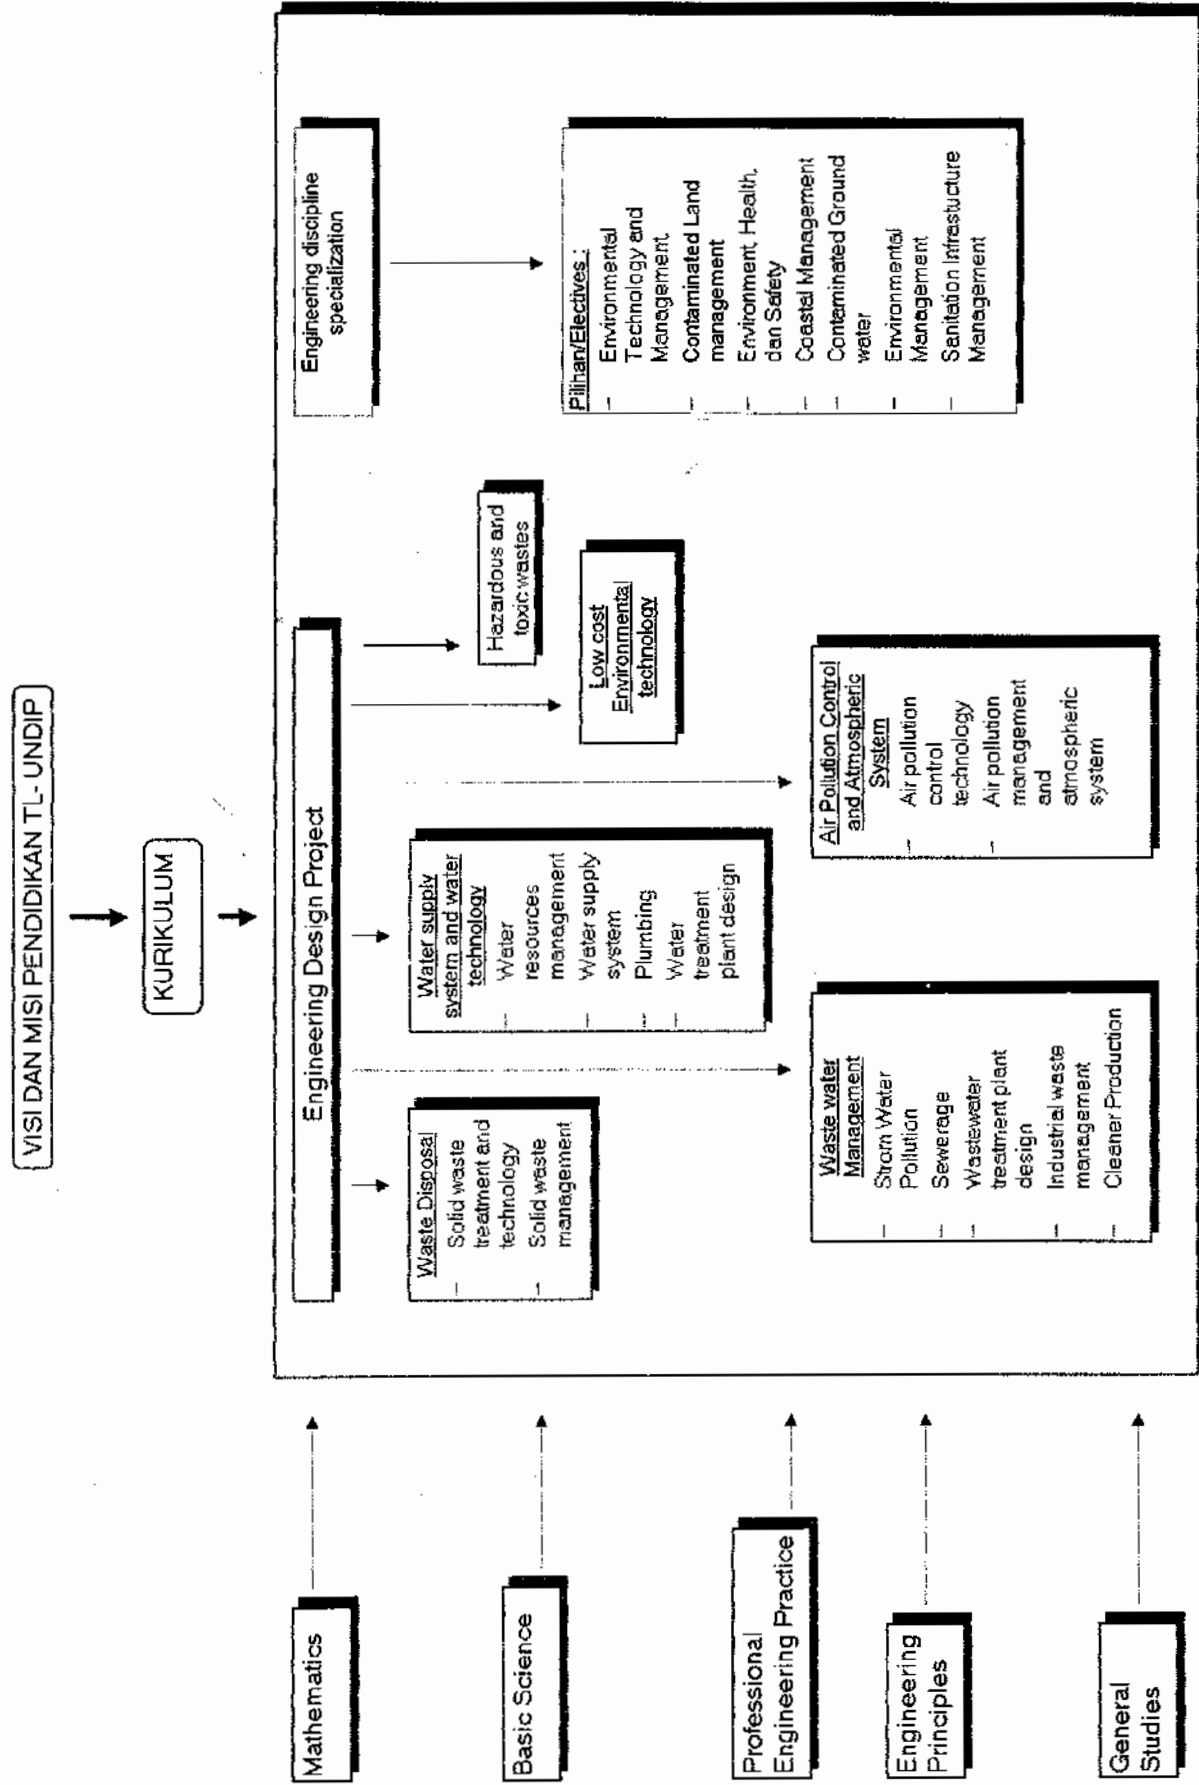 VISI DAN MISI PENDIDIKAN TL- UNDIP
KURIKULUM
Mathematics
Basic Science
Professional
Engineering Practice
Engineering
Principles
General
Studies
Engineering Design Project
Waste Disposal
– Solid waste
treatment and
technology
– Solid waste
management
Water supply
system and water
technology
– Water
resources
management
– Water supply
system
– Plumbing
– Water
treatment
plant design
Waste water
Management
– Strom Water
Pollution
– Sewerage
– Wastewater
treatment plant
design
– Industrial waste
management
– Cleaner Production
Air Pollution Control
and Atmospheric
System
– Air pollution
control
technology
– Air pollution
management
and
atmospheric
system
Low cost
Environmental
technology
Hazardous and
toxic wastes
Engineering discipline
specialization
Pilihan/Electives :
– Environmental
Technology and
Management.
– Contaminated Land
management
– Environment, Health,
dan Safety
– Coastal Management
– Contaminated Ground
water
– Environmental
Management
– Sanitation Infrastucture
Management